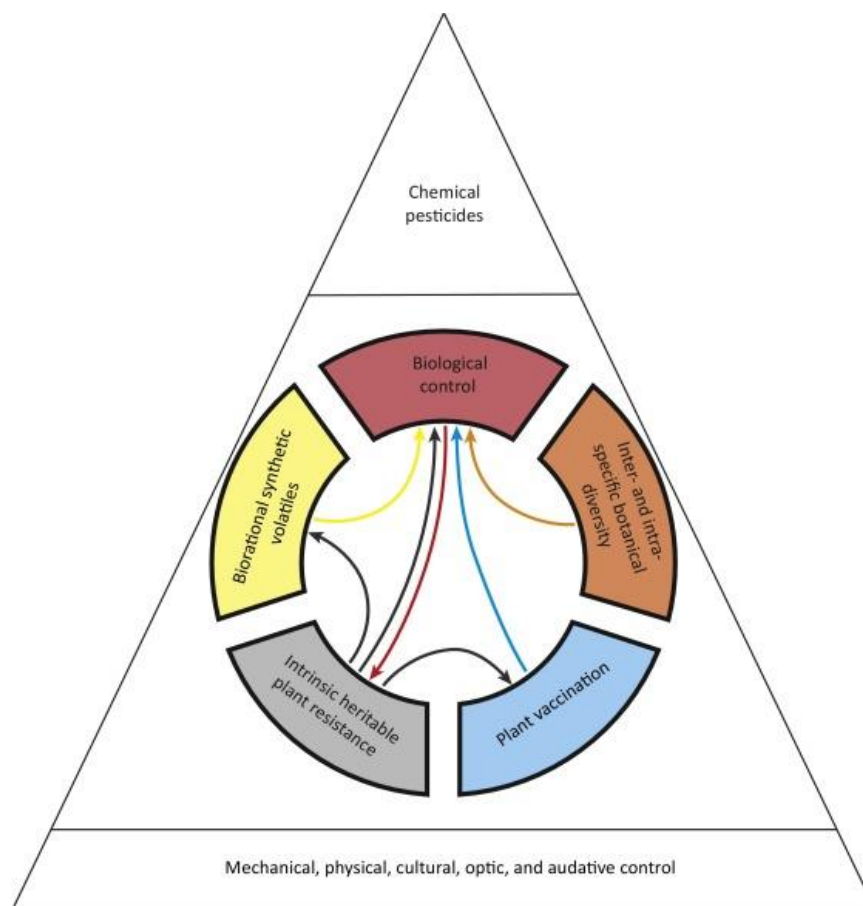 Chemical
pesticides
Biological
control
Biorational synthetic
volatiles
Inter- and intra-
specific botanical
diversity
Intrinsic heritable
plant resistance
Plant vaccination
Mechanical, physical, cultural, optic, and audative control